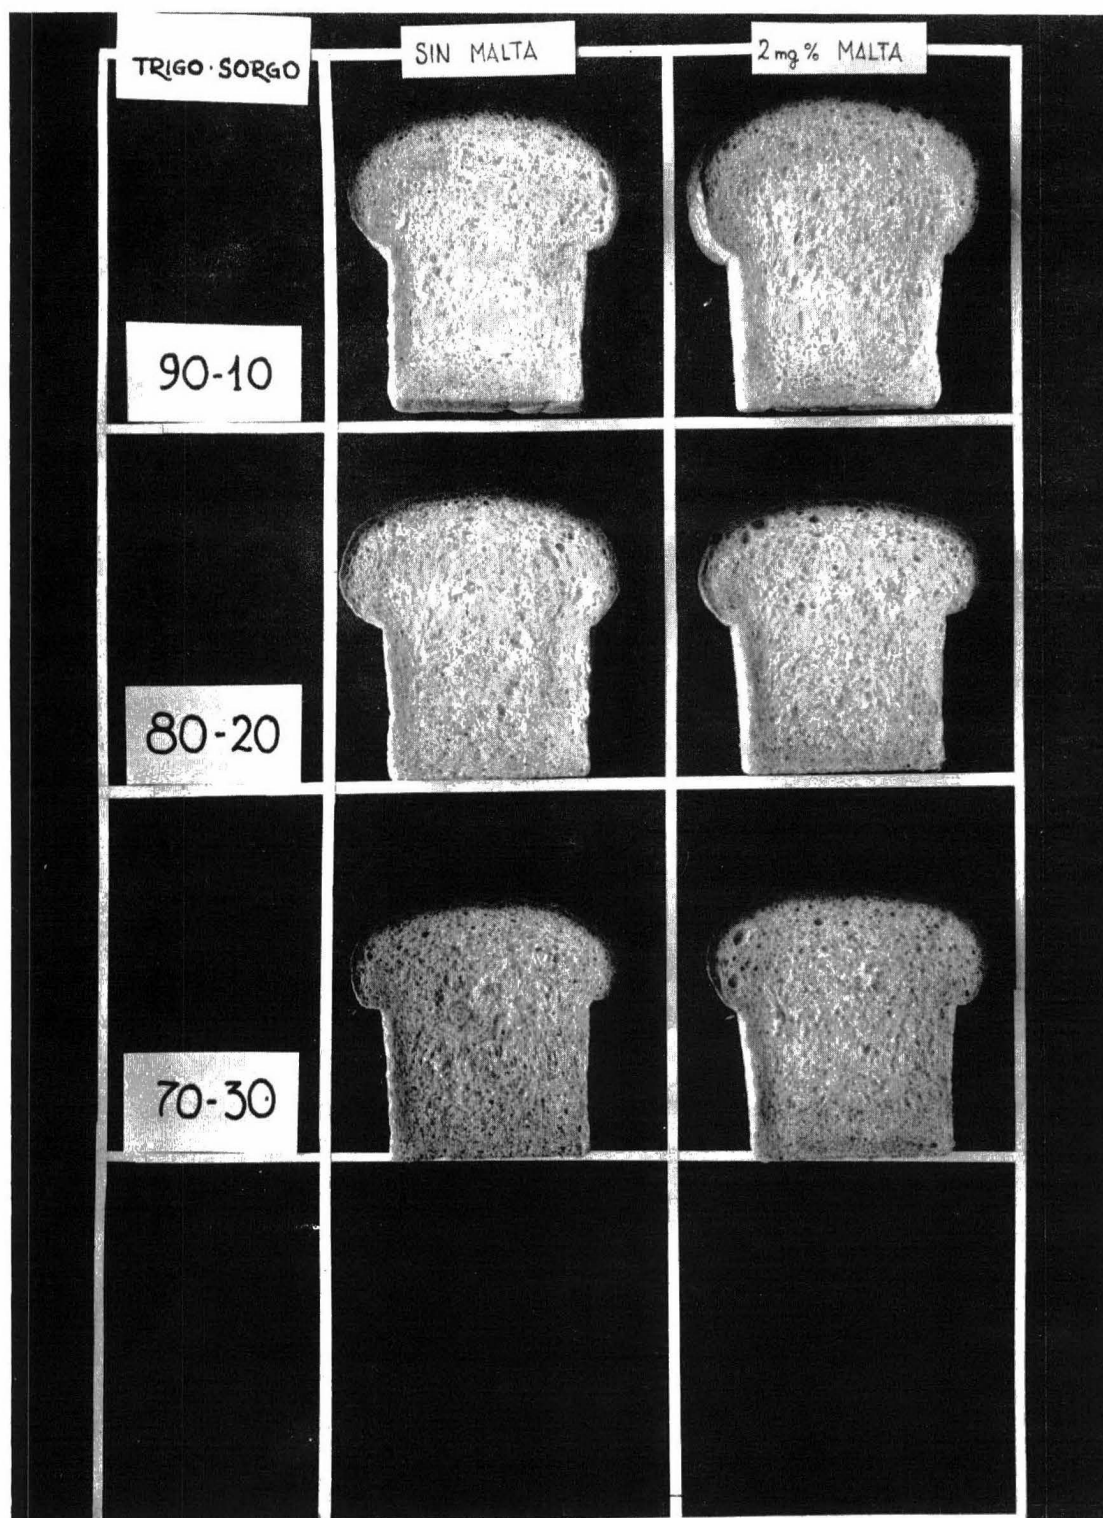 TRIGO·SORGO
SIN MALTA
2 mg % MALTA
90-10
80-20
70-30